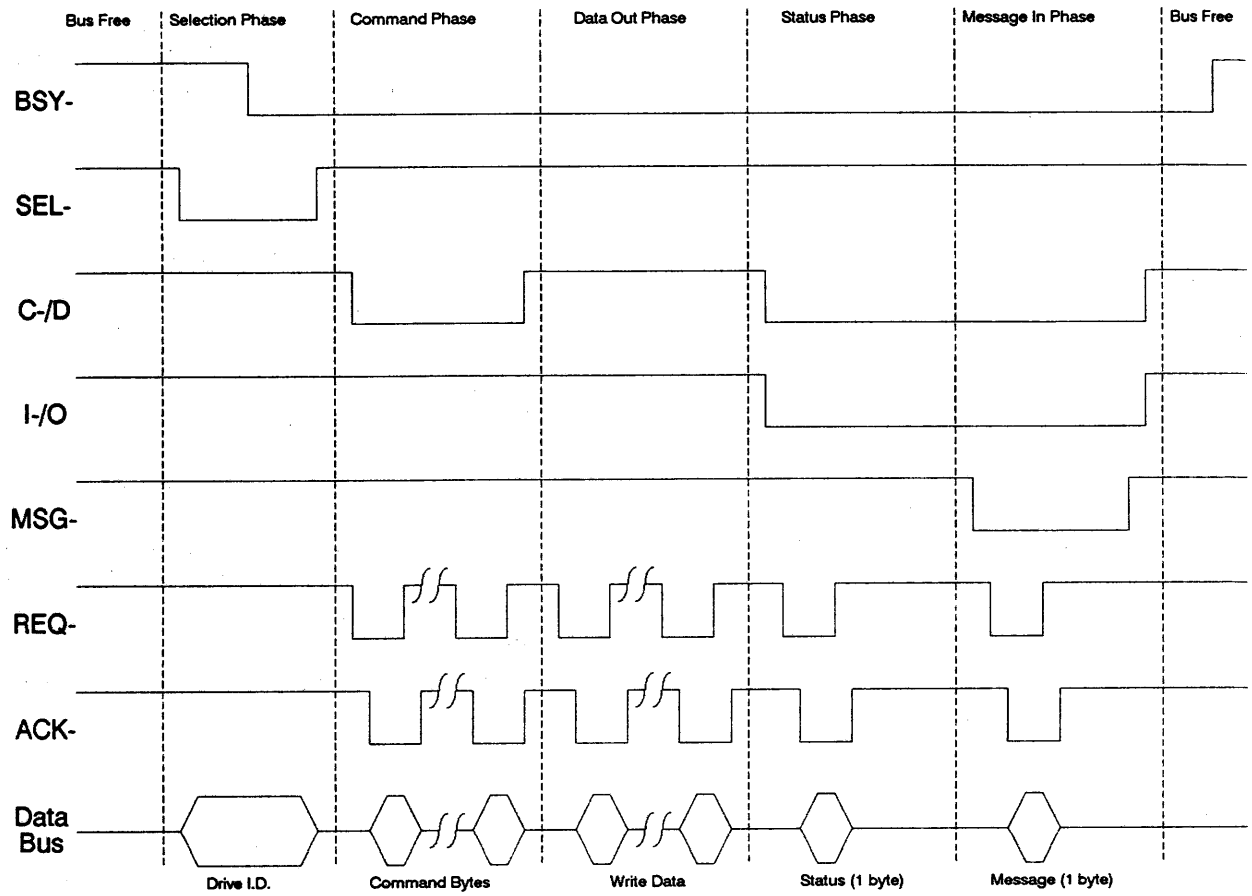 Bus Free
Selection Phase
Command Phase
Data Out Phase
Status Phase
Message In Phase
Bus Free
BSY-
SEL-
C-/D
I-/O
MSG-
REQ-
ACK-
Data
Bus
Drive I.D.
Command Bytes
Write Data
Status (1 byte)
Message (1 byte)